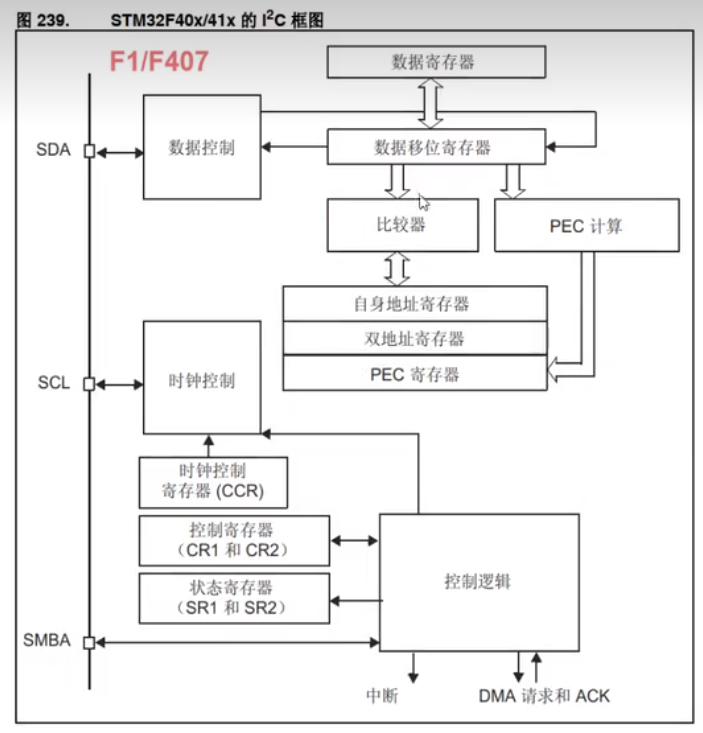 图 239. STM32F40x/41x 的 I²C 框图
F1/F407
数据寄存器
SDA
数据控制
数据移位寄存器
比较器
PEC 计算
自身地址寄存器
双地址寄存器
PEC 寄存器
SCL
时钟控制
时钟控制
寄存器 (CCR)
控制寄存器
（CR1 和 CR2）
控制逻辑
状态寄存器
（SR1 和 SR2）
SMBA
中断
DMA 请求和 ACK